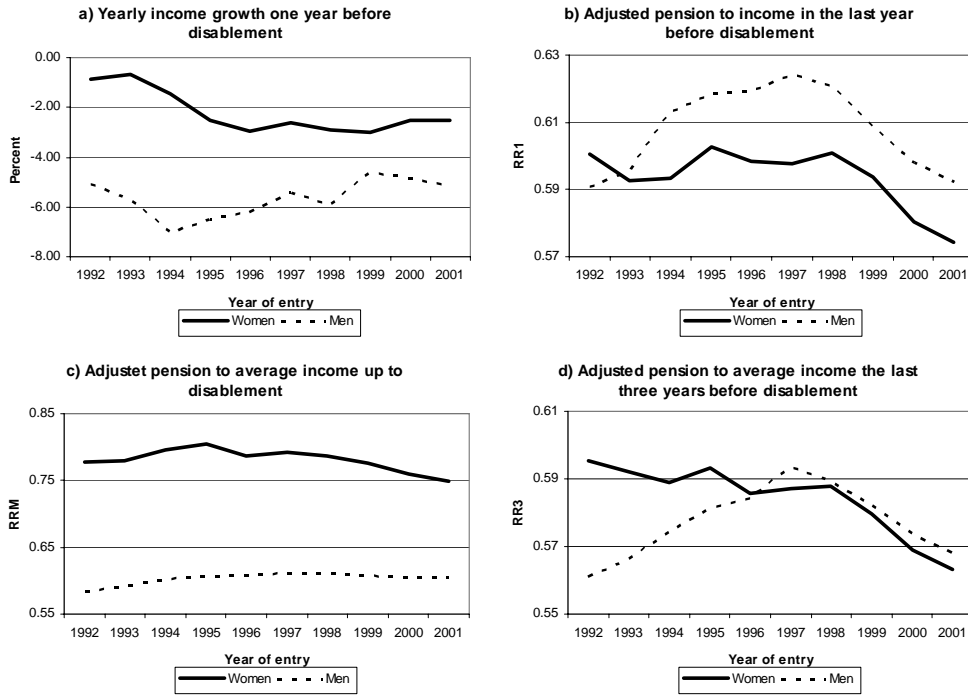 a) Yearly income growth one year before
disablement
0.00
-2.00
-4.00
-6.00
-8.00
Percent
1992 1993 1994 1995 1996 1997 1998 1999 2000 2001
Year of entry
Women Men
b) Adjusted pension to income in the last year
before disablement
0.63
0.61
0.59
0.57
RR1
1992 1993 1994 1995 1996 1997 1998 1999 2000 2001
Year of entry
Women Men
c) Adjustet pension to average income up to
disablement
0.85
0.75
0.65
0.55
RRM
1992 1993 1994 1995 1996 1997 1998 1999 2000 2001
Year of entry
Women Men
d) Adjusted pension to average income the last
three years before disablement
0.61
0.59
0.57
0.55
RR3
1992 1993 1994 1995 1996 1997 1998 1999 2000 2001
Year of entry
Women Men